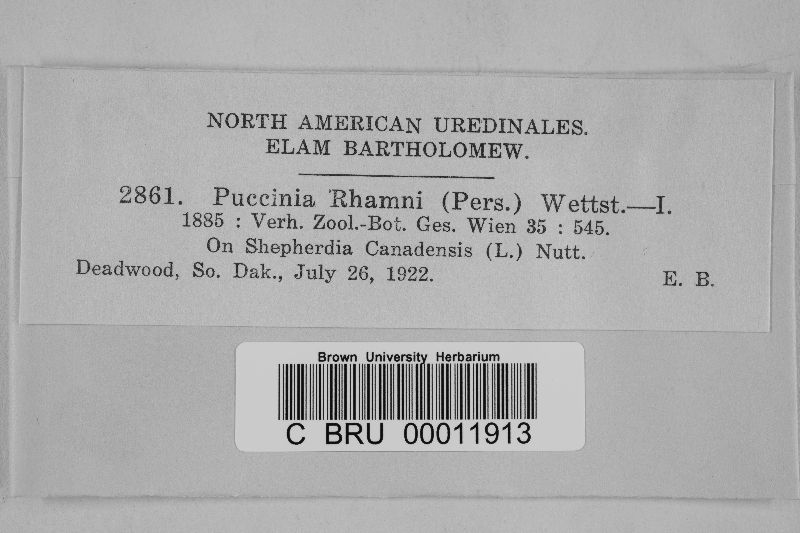 NORTH AMERICAN UREDINALES.
ELAM BARTHOLOMEW.
2861. Puccinia Rhamni (Pers.) Wettst.—I.
1885 : Verh. Zool.-Bot. Ges. Wien 35 : 545.
On Shepherdia Canadensis (L.) Nutt.
Deadwood, So. Dak., July 26, 1922. E. B.
Brown University Herbarium
C BRU 00011913